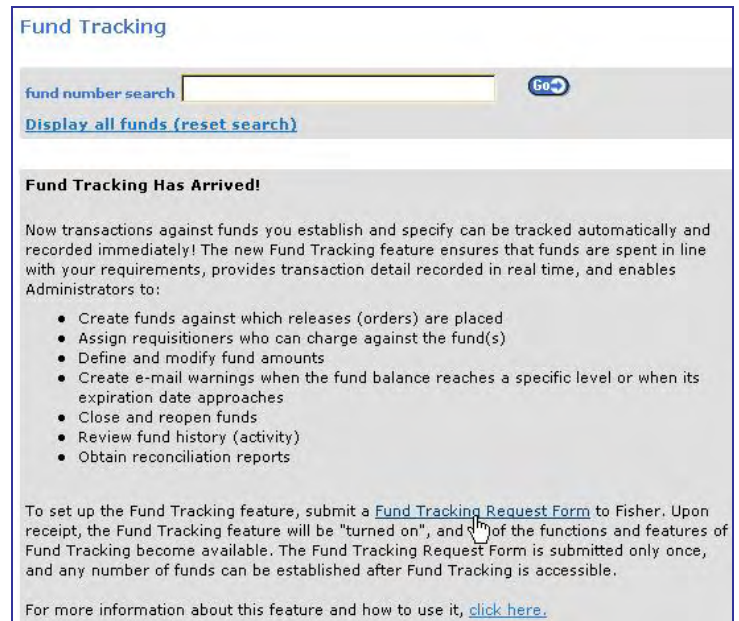 Fund Tracking
fund number search Go
Display all funds (reset search)
Fund Tracking Has Arrived!
Now transactions against funds you establish and specify can be tracked automatically and
recorded immediately! The new Fund Tracking feature ensures that funds are spent in line
with your requirements, provides transaction detail recorded in real time, and enables
Administrators to:
• Create funds against which releases (orders) are placed
• Assign requisitioners who can charge against the fund(s)
• Define and modify fund amounts
• Create e-mail warnings when the fund balance reaches a specific level or when its
expiration date approaches
• Close and reopen funds
• Review fund history (activity)
• Obtain reconciliation reports
To set up the Fund Tracking feature, submit a Fund Tracking Request Form to Fisher. Upon
receipt, the Fund Tracking feature will be "turned on", and of the functions and features of
Fund Tracking become available. The Fund Tracking Request Form is submitted only once,
and any number of funds can be established after Fund Tracking is accessible.
For more information about this feature and how to use it, click here.